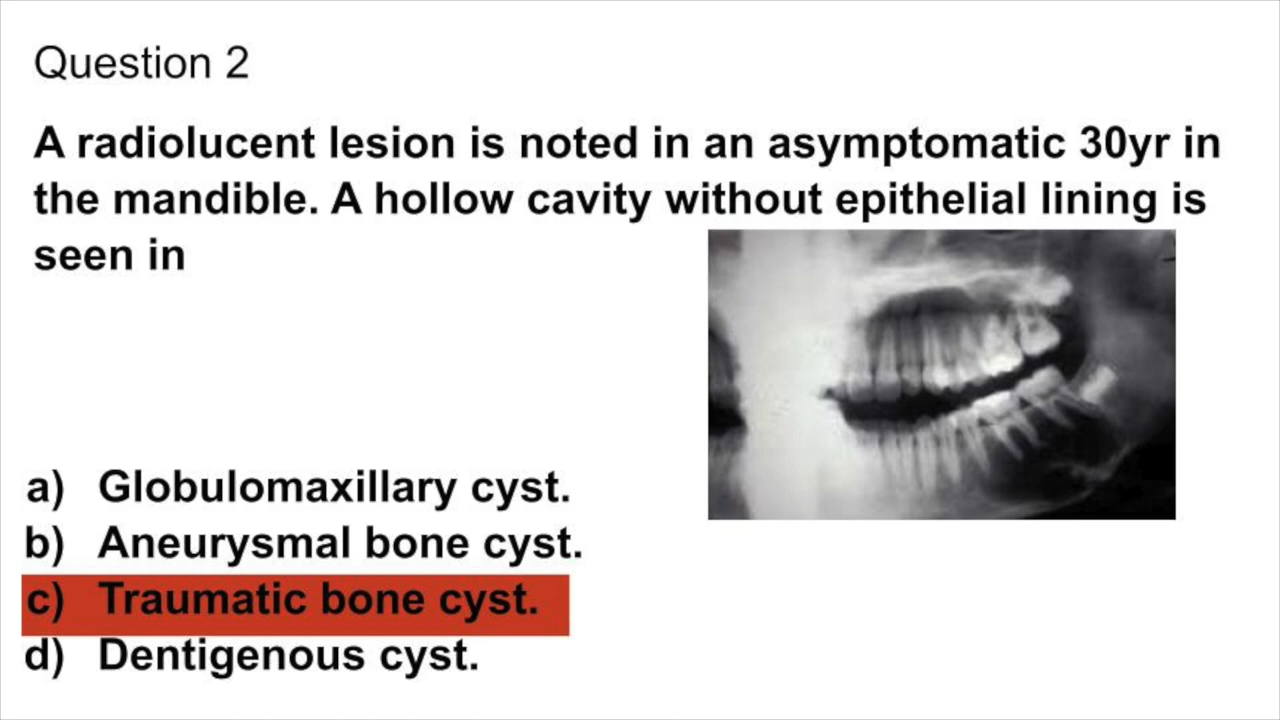 Question 2
A radiolucent lesion is noted in an asymptomatic 30yr in
the mandible. A hollow cavity without epithelial lining is
seen in
a) Globulomaxillary cyst.
b) Aneurysmal bone cyst.
c) Traumatic bone cyst.
d) Dentigenous cyst.